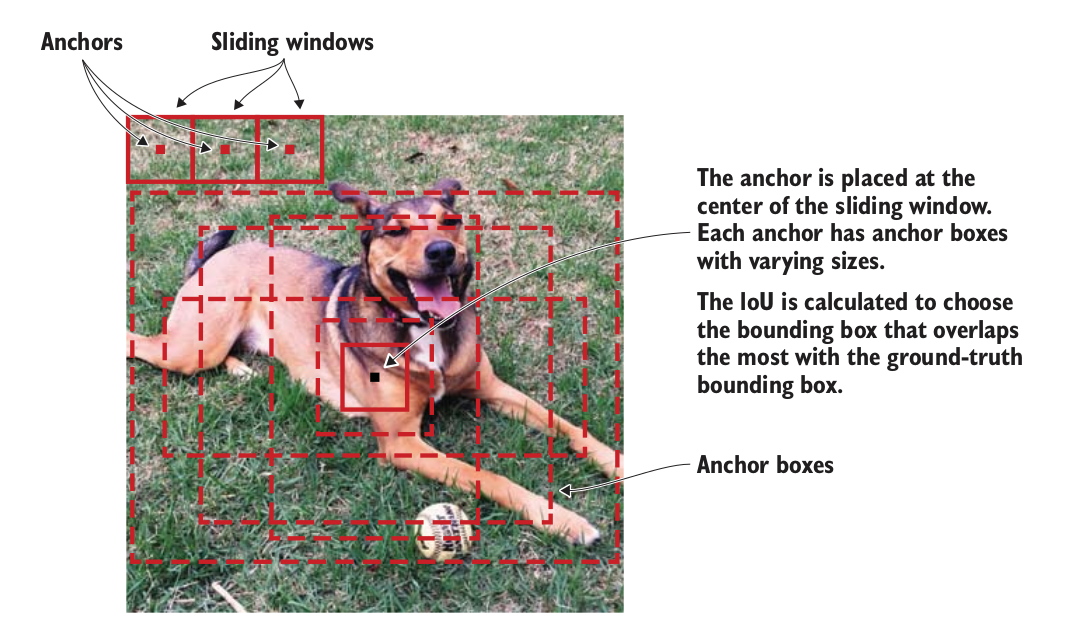 Anchors
Sliding windows
The anchor is placed at the
center of the sliding window.
Each anchor has anchor boxes
with varying sizes.
The IoU is calculated to choose
the bounding box that overlaps
the most with the ground-truth
bounding box.
Anchor boxes